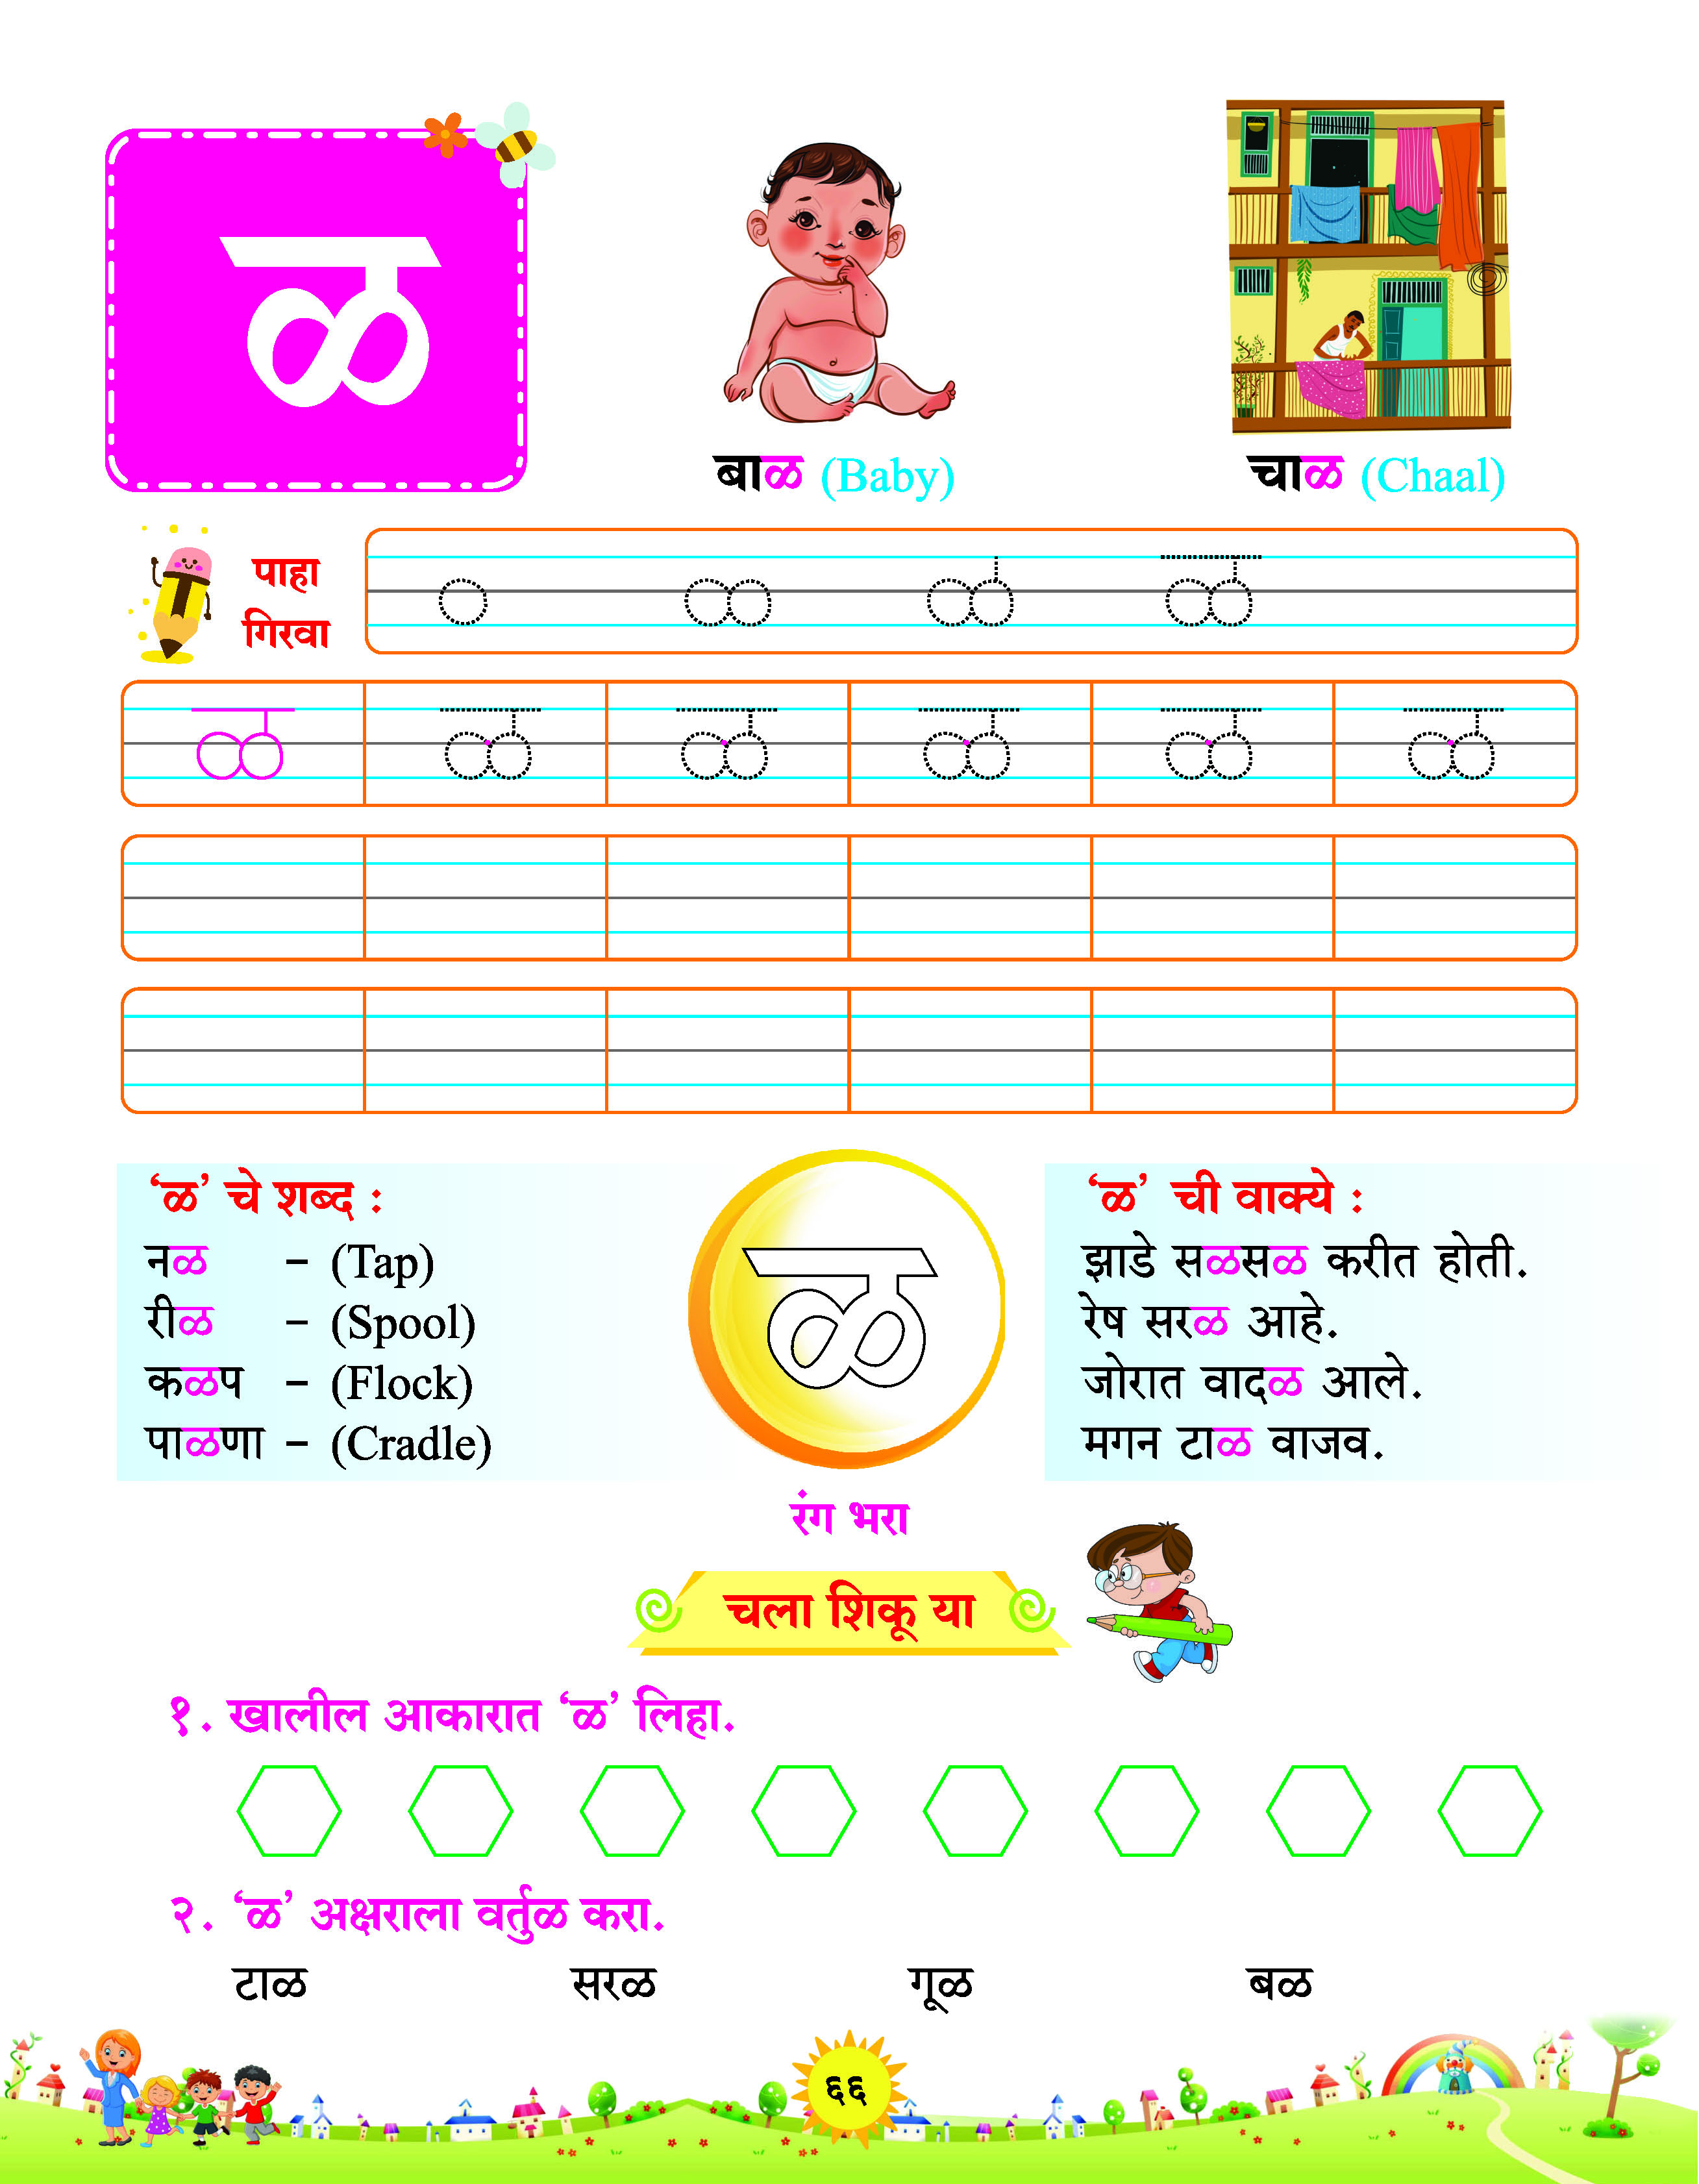 ळ
बाळ (Baby)
चाळ (Chaal)
पाहा
गिरवा
ळ
ळ ळ ळ ळ ळ ळ
‘ळ’ चे शब्द :
नळ – (Tap)
रीळ – (Spool)
कळप – (Flock)
पाळणा – (Cradle)
ळ
रंग भरा
‘ळ’ ची वाक्ये :
झाडे सळसळ करीत होती.
रेष सरळ आहे.
जोरात वादळ आले.
मगन टाळ वाजव.
चला शिकू या
१. खालील आकारात ‘ळ’ लिहा.
२. ‘ळ’ अक्षराला वर्तुळ करा.
टाळ सरळ गूळ बळ
६६